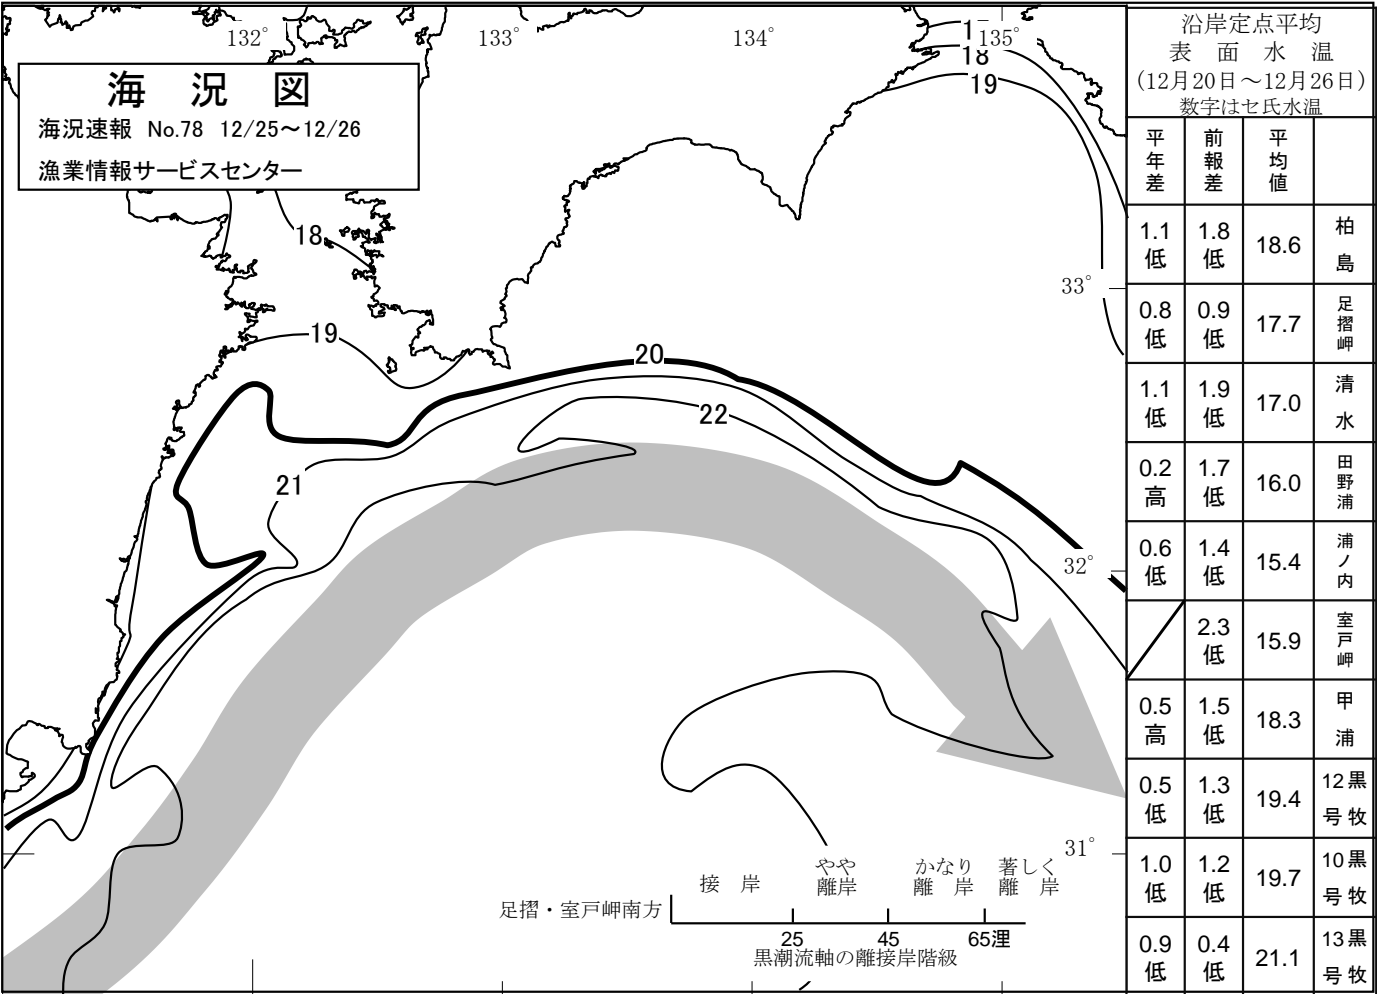 132°
133°
134°
135°
海況図
海況速報 No.78 12/25～12/26
漁業情報サービスセンター
18
19
18
19
20
22
21
33°
32°
31°
接岸
やや離岸
かなり離岸
著しく離岸
足摺・室戸岬南方
25 45 65浬
黒潮流軸の離接岸階級
沿岸定点平均
表面水温
(12月20日～12月26日)
数字はセ氏水温
平年差 前報差 平均値
1.1低 1.8低 18.6 柏島
0.8低 0.9低 17.7 足摺岬
1.1低 1.9低 17.0 清水
0.2高 1.7低 16.0 田野浦
0.6低 1.4低 15.4 浦ノ内
2.3低 15.9 室戸岬
0.5高 1.5低 18.3 甲浦
0.5低 1.3低 19.4 黒牧12号
1.0低 1.2低 19.7 黒牧10号
0.9低 0.4低 21.1 黒牧13号